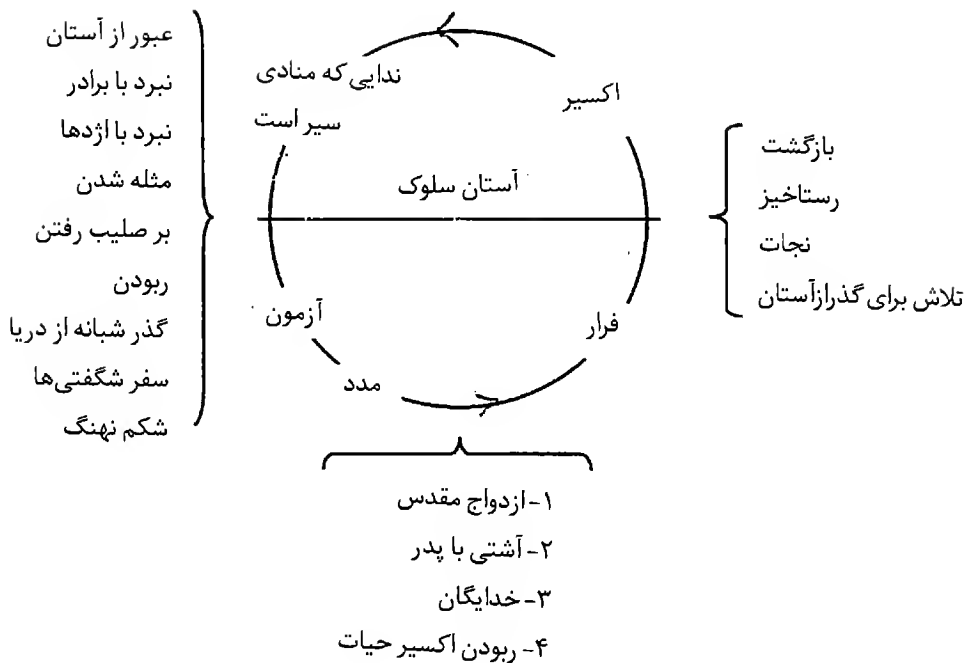 عبور از آستان
نبرد با برادر
نبرد با اژدها
مثله شدن
بر صلیب رفتن
ربودن
گذر شبانه از دریا
سفر شگفتی‌ها
شکم نهنگ
ندایی که منادی
سیر است
اکسیر
آستان سلوک
آزمون
مدد
فرار
بازگشت
رستاخیز
نجات
تلاش برای گذرازآستان
۱-ازدواج مقدس
۲-آشتی با پدر
۳-خدایگان
۴-ربودن اکسیر حیات